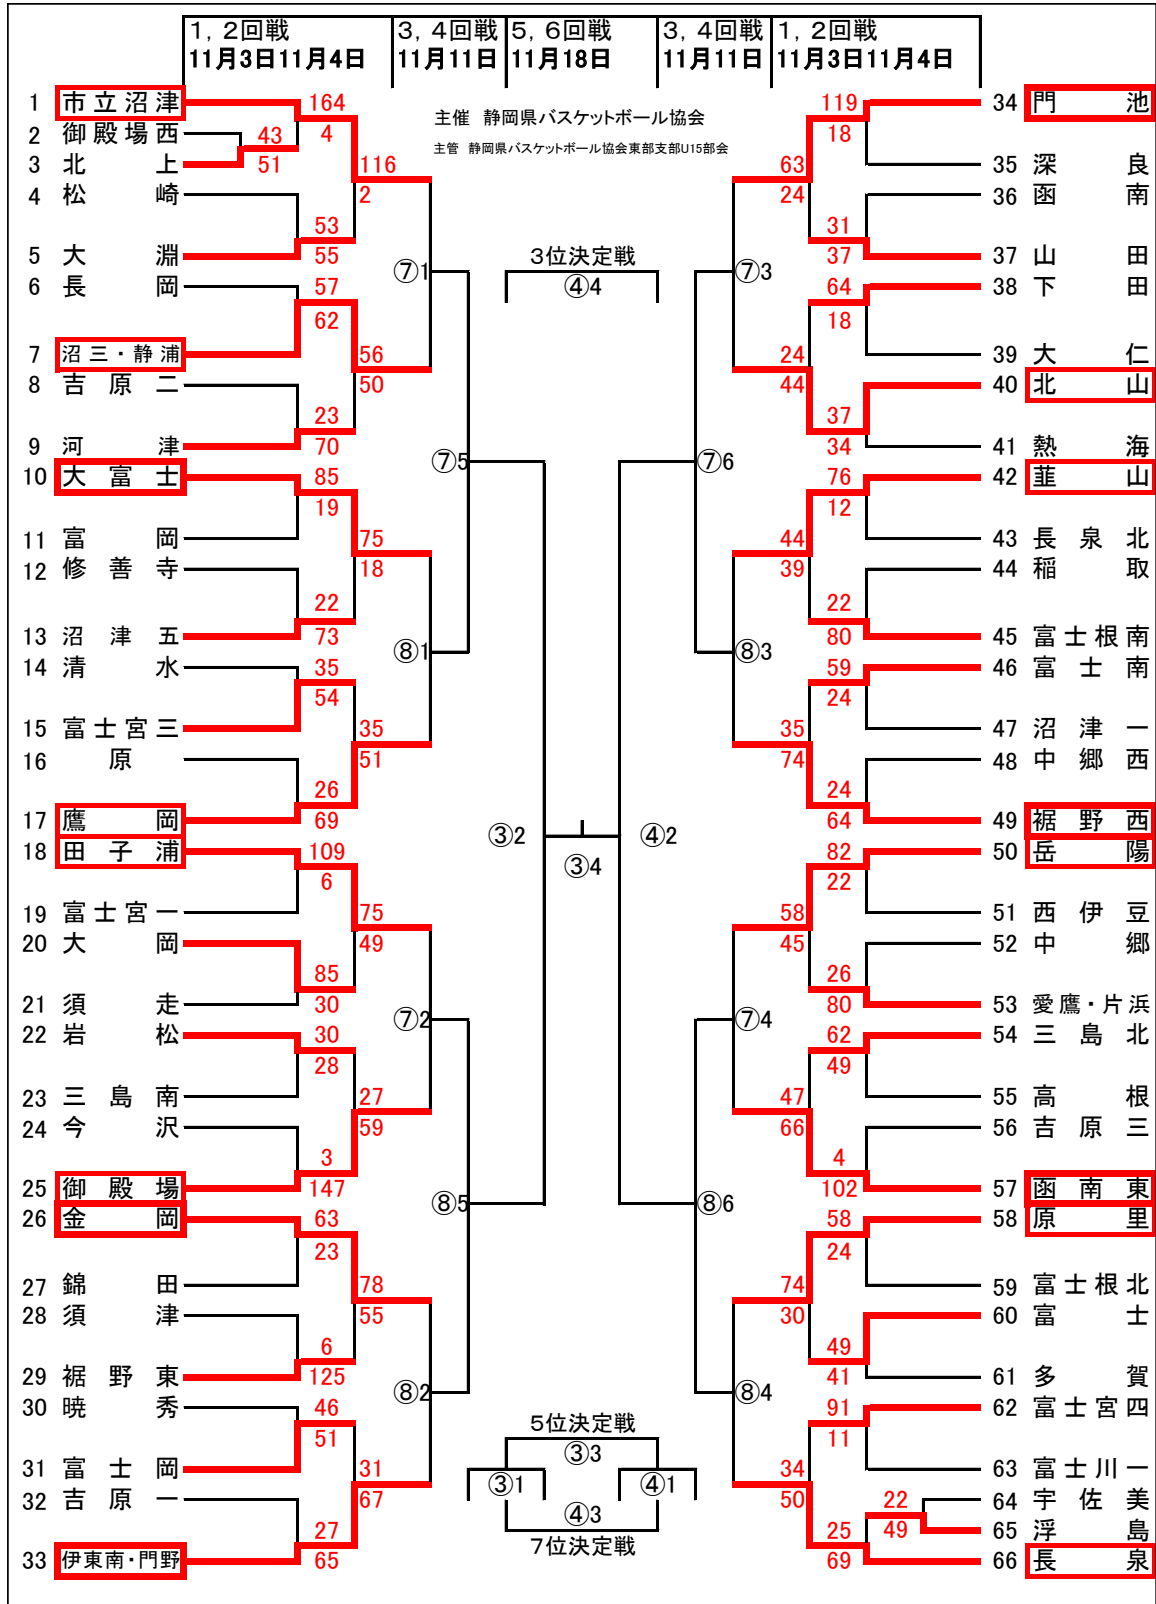 1，2回戦 3，4回戦 5，6回戦 3，4回戦 1，2回戦
11月3日11月4日 11月11日 11月18日 11月11日 11月3日11月4日
主催 静岡県バスケットボール協会
主管 静岡県バスケットボール協会東部支部U15部会
1 市立沼津 164 119 34 門池
2 御殿場西 43 4 18
3 北上 51 116 63 35 深良
4 松崎 2 24 36 函南
53 31
5 大淵 55 37 37 山田
⑦1 3位決定戦 ⑦3
6 長岡 57 ④4 64 38 下田
62 18
7 沼三・静浦 56 24 39 大仁
8 吉原二 50 44 40 北山
23 37
9 河津 70 34 41 熱海
⑦5 ⑦6
10 大富士 85 76 42 韮山
19 12
11 富岡 75 44 43 長泉北
12 修善寺 18 39 44 稲取
22 22
13 沼津五 73 80 45 富士根南
⑧1 ⑧3
14 清水 35 59 46 富士南
54 24
15 富士宮三 35 35 47 沼津一
16 原 51 74 48 中郷西
26 24
17 鷹岡 69 64 49 裾野西
③2 ④2
18 田子浦 109 ③4 82 50 岳陽
6 22
19 富士宮一 75 58 51 西伊豆
20 大岡 49 45 52 中郷
85 26
21 須走 30 80 53 愛鷹・片浜
⑦2 ⑦4
22 岩松 30 62 54 三島北
28 49
23 三島南 27 47 55 高根
24 今沢 59 66 56 吉原三
3 4
25 御殿場 147 102 57 函南東
⑧5 ⑧6
26 金岡 63 58 58 原里
23 24
27 錦田 78 74 59 富士根北
28 須津 55 30 60 富士
6 49
29 裾野東 125 41 61 多賀
⑧2 ⑧4
30 暁秀 46 91 62 富士宮四
51 5位決定戦 11
③3
31 富士岡 31 34 63 富士川一
③1 ④1
32 吉原一 67 50 22 64 宇佐美
④3
27 25 49 65 浮島
7位決定戦
33 伊東南・門野 65 69 66 長泉